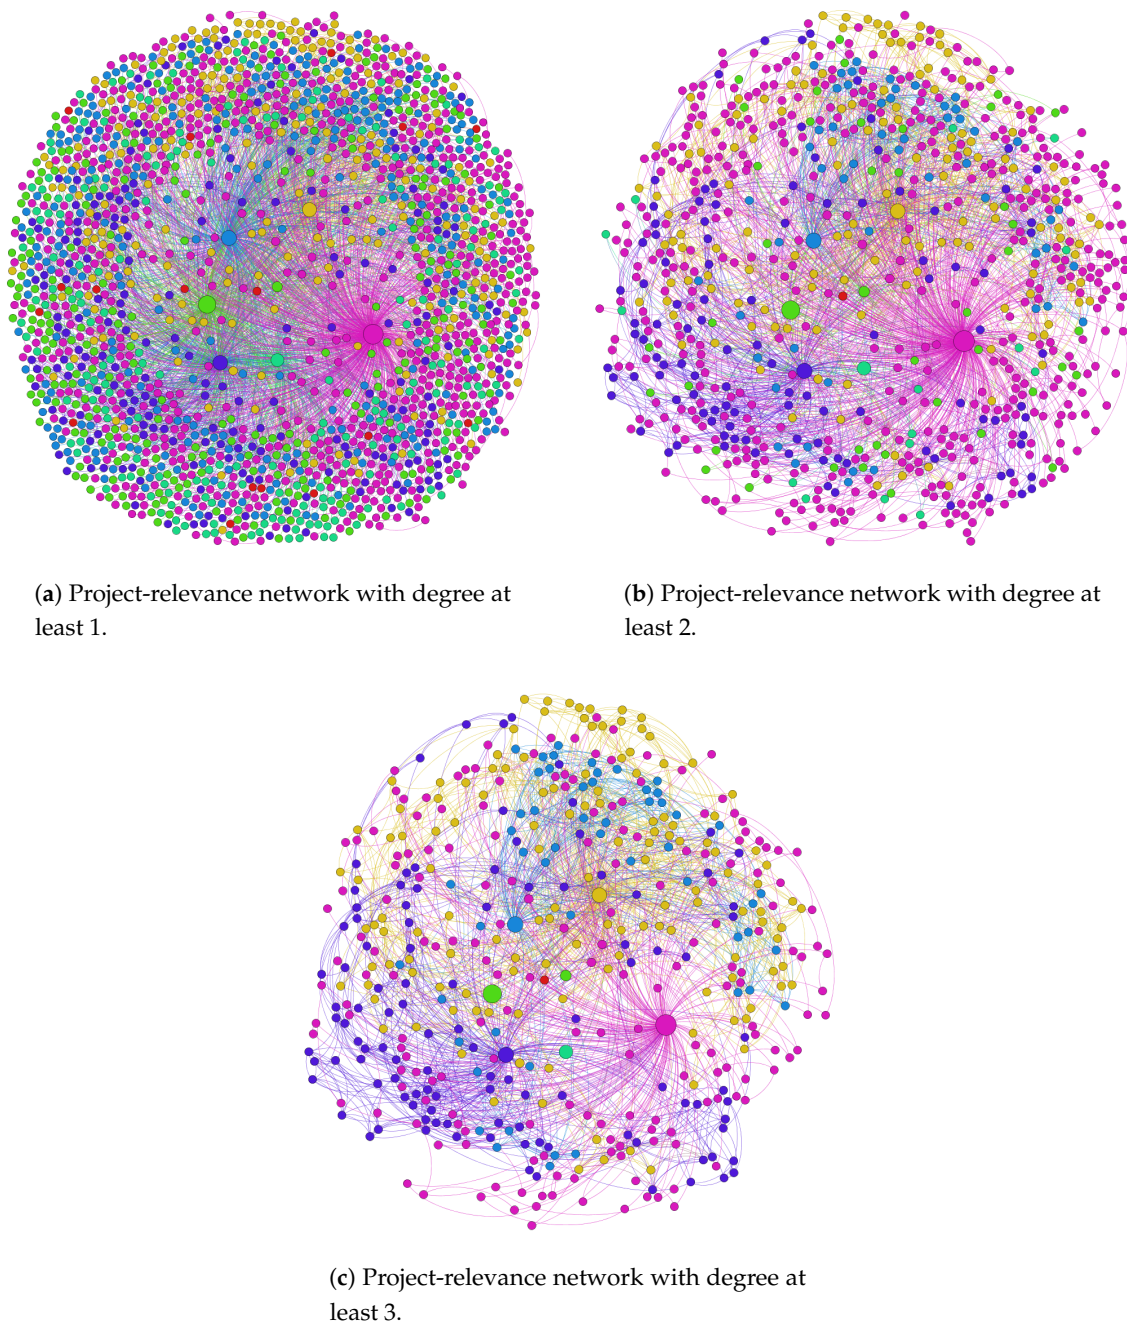 (a) Project-relevance network with degree at
least 1.
(b) Project-relevance network with degree at
least 2.
(c) Project-relevance network with degree at
least 3.